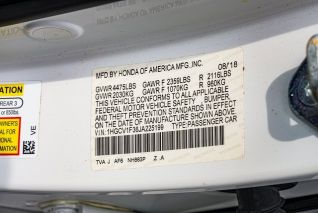 MFD. BY HONDA OF AMERICA MFG.,INC. 08/18
GVWR 4475LBS GAWR F 2359LBS R 2116LBS
GVWR 2030KG GAWR F 1070KG R 960KG
THIS VEHICLE CONFORMS TO ALL APPLICABLE
FEDERAL MOTOR VEHICLE SAFETY BUMPER,
AND THEFT PREVENTION STANDARDS IN EFFECT ON
THE DATE OF MANUFACTURE SHOWN ABOVE.
V.I.N: 1HGCV1F36JA225199 TYPE:PASSENGER CAR
TVA J AF6 NH883P Z A
REAR 3